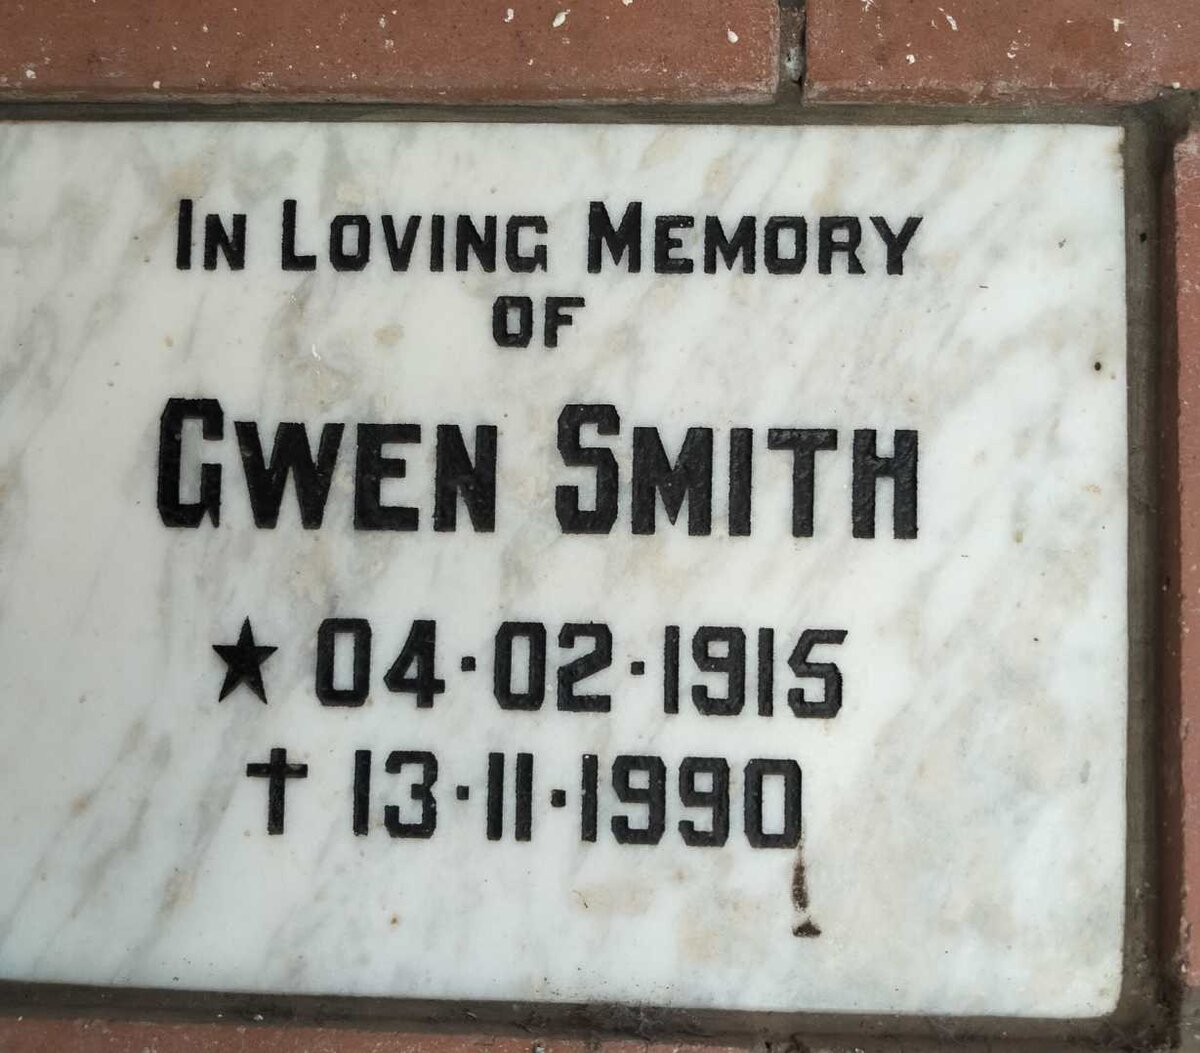 In Loving Memory
of
Gwen Smith
★ 04·02·1915
✝ 13·11·1990